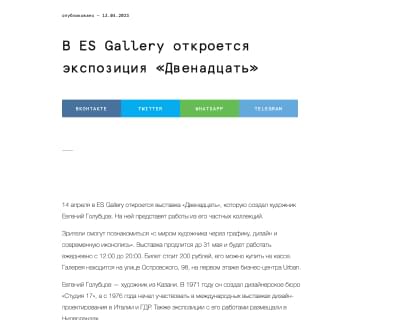 опубликовано — 13.04.2023
В ES Gallery откроется
экспозиция «Двенадцать»
ВКОНТАКТЕ TWITTER WHATSAPP TELEGRAM
14 апреля в ES Gallery откроется выставка «Двенадцать», которую создал художник
Евгений Голубцов. На ней представят работы из его частных коллекций.
Зрители смогут познакомиться «с миром художника через графику, дизайн и
современную иконопись». Выставка продлится до 31 мая и будет работать
ежедневно с 12:00 до 20:00. Билет стоит 200 рублей, его можно купить на кассе.
Галерея находится на улице Островского, 98, на первом этаже бизнес-центра Urban.
Евгений Голубцов — художник из Казани. В 1971 году он создал дизайнерское бюро
«Студия 17», а с 1976 года начал участвовать в международных выставках дизайн-
проектирования в Италии и ГДР. Также экспозиции с его работами размещали в
Нидерландах